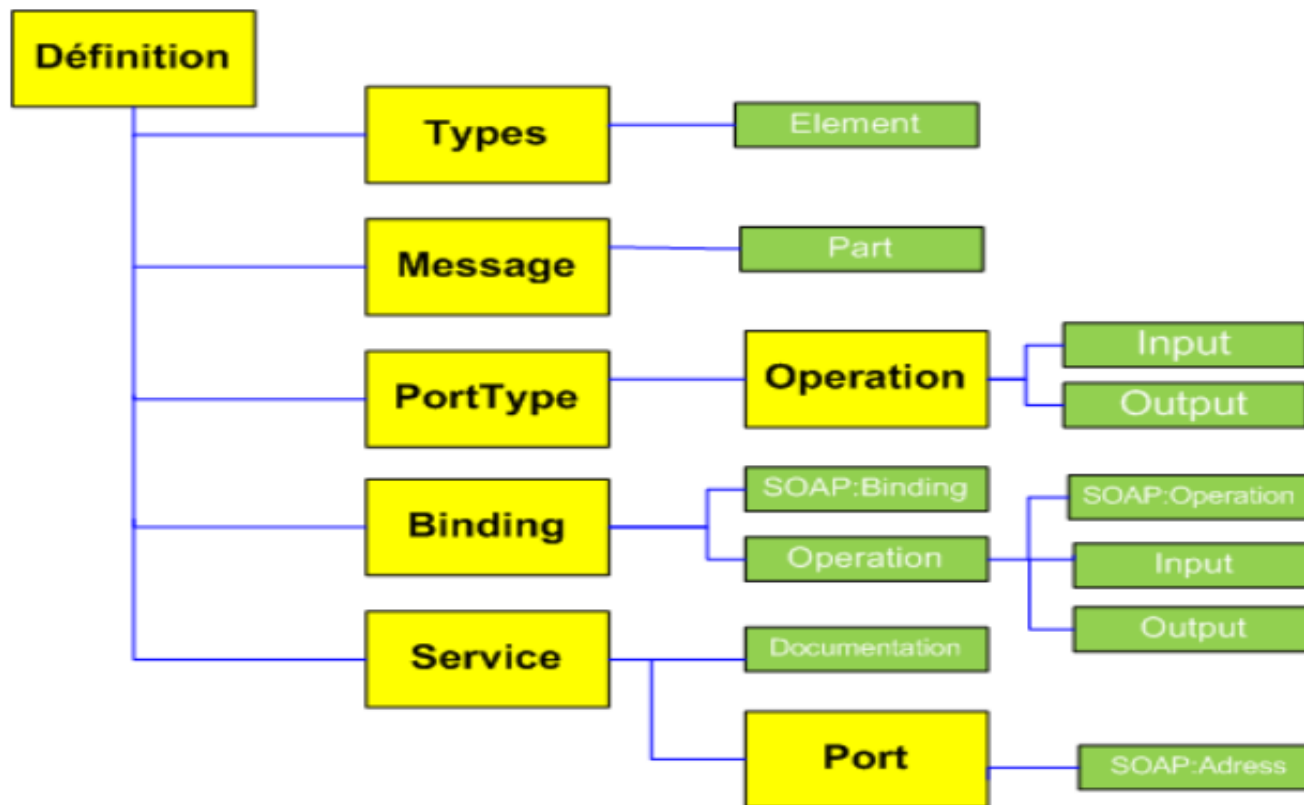 Définition
Types
Element
Message
Part
PortType
Operation
Input
Output
Binding
SOAP:Binding
Operation
SOAP:Operation
Input
Output
Service
Documentation
Port
SOAP:Adress